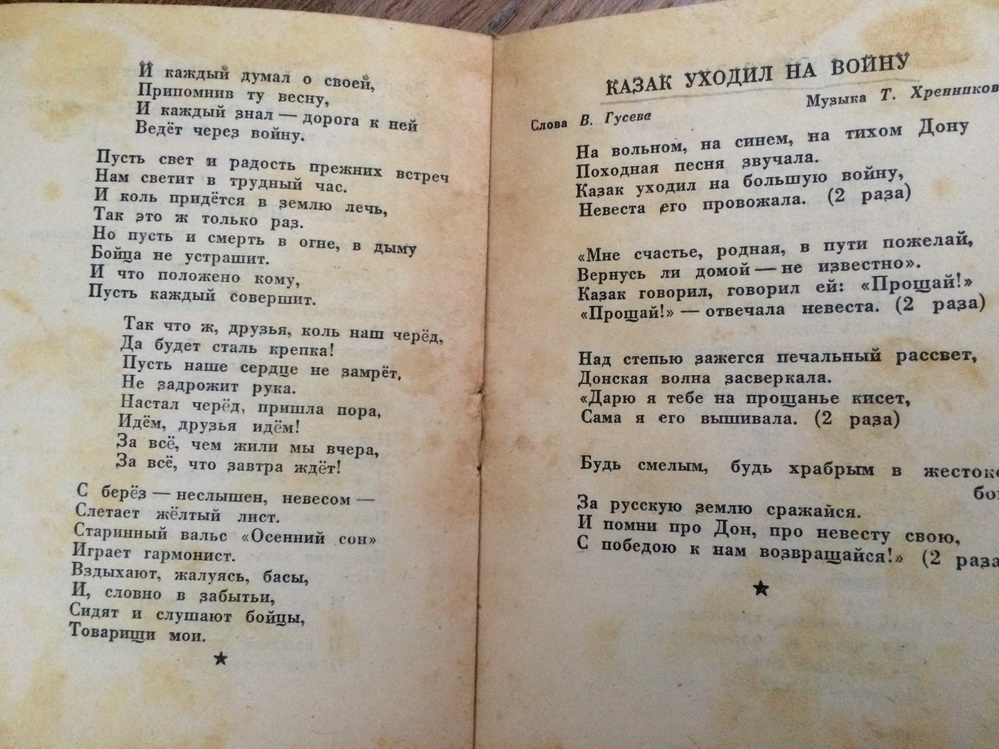 И каждый думал о своей,
Припомнив ту весну,
И каждый знал — дорога к ней
Ведёт через войну.
Пусть свет и радость прежних встреч
Нам светит в трудный час.
И коль придётся в землю лечь,
Так это ж только раз.
Но пусть и смерть в огне, в дыму
Бойца не устрашит.
И что положено кому,
Пусть каждый совершит.
Так что ж, друзья, коль наш черёд,
Да будет сталь крепка!
Пусть наше сердце не замрёт,
Не задрожит рука.
Настал черёд, пришла пора,
Идём, друзья идём!
За всё, чем жили мы вчера,
За всё, что завтра ждёт!
С берёз — неслышен, невесом —
Слетает жёлтый лист.
Старинный вальс «Осенний сон»
Играет гармонист.
Вздыхают, жалуясь, басы,
И, словно в забытьи,
Сидят и слушают бойцы,
Товарищи мои.
★
КАЗАК УХОДИЛ НА ВОЙНУ
Слова В. Гусева Музыка Т. Хренников
На вольном, на синем, на тихом Дону
Походная песня звучала.
Казак уходил на большую войну,
Невеста его провожала. (2 раза)
«Мне счастье, родная, в пути пожелай,
Вернусь ли домой — не известно».
Казак говорил, говорил ей: «Прощай!»
«Прощай!» — отвечала невеста. (2 раза)
Над степью зажегся печальный рассвет,
Донская волна засверкала.
«Дарю я тебе на прощанье кисет,
Сама я его вышивала. (2 раза)
Будь смелым, будь храбрым в жесток
бо
За русскую землю сражайся.
И помни про Дон, про невесту свою,
С победою к нам возвращайся!» (2 раза
★